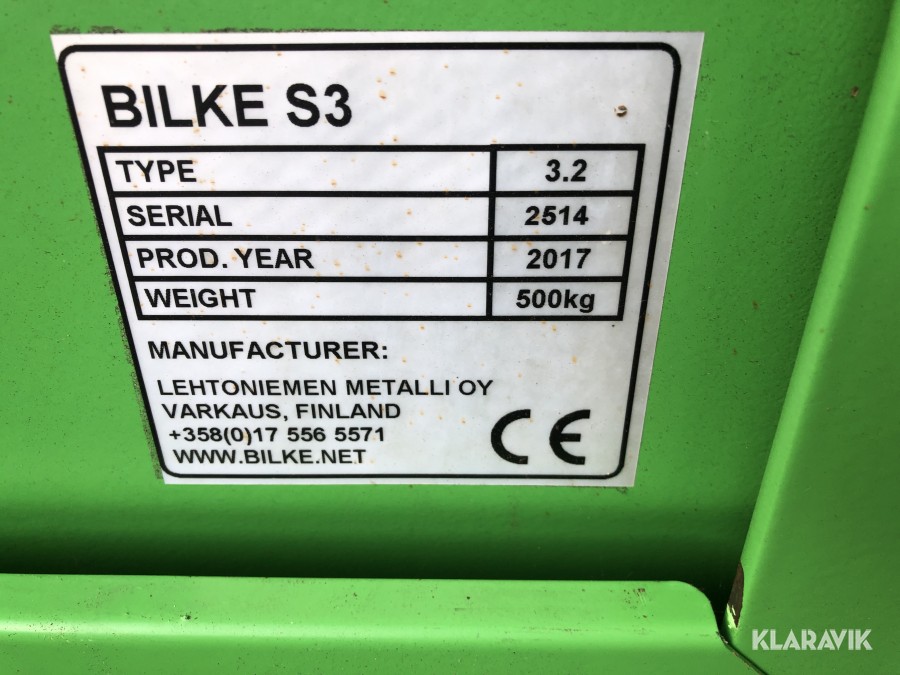 BILKE S3
TYPE 3.2
SERIAL 2514
PROD. YEAR 2017
WEIGHT 500kg
MANUFACTURER:
LEHTONIEMEN METALLI OY
VARKAUS, FINLAND
+358(0)17 556 5571
WWW.BILKE.NET
CE
KLARAVIK